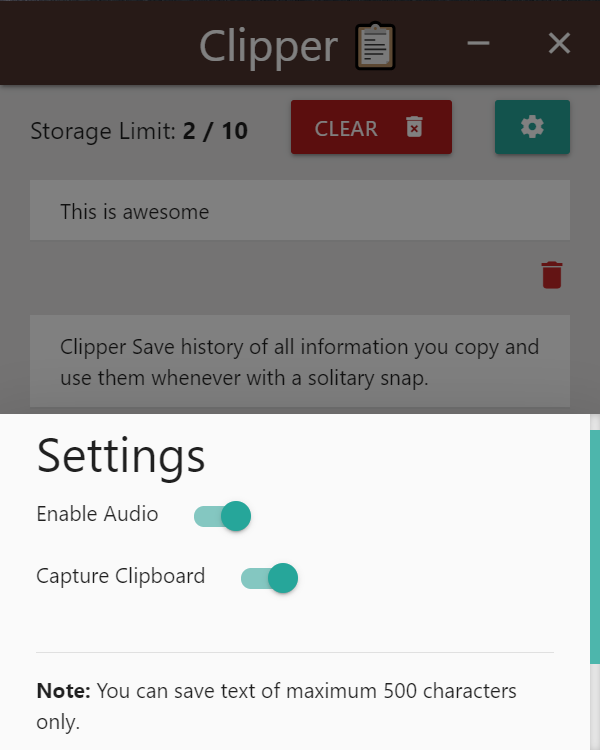 Clipper
Storage Limit: 2 / 10
CLEAR
This is awesome
Clipper Save history of all information you copy and
use them whenever with a solitary snap.
Settings
Enable Audio
Capture Clipboard
Note: You can save text of maximum 500 characters
only.